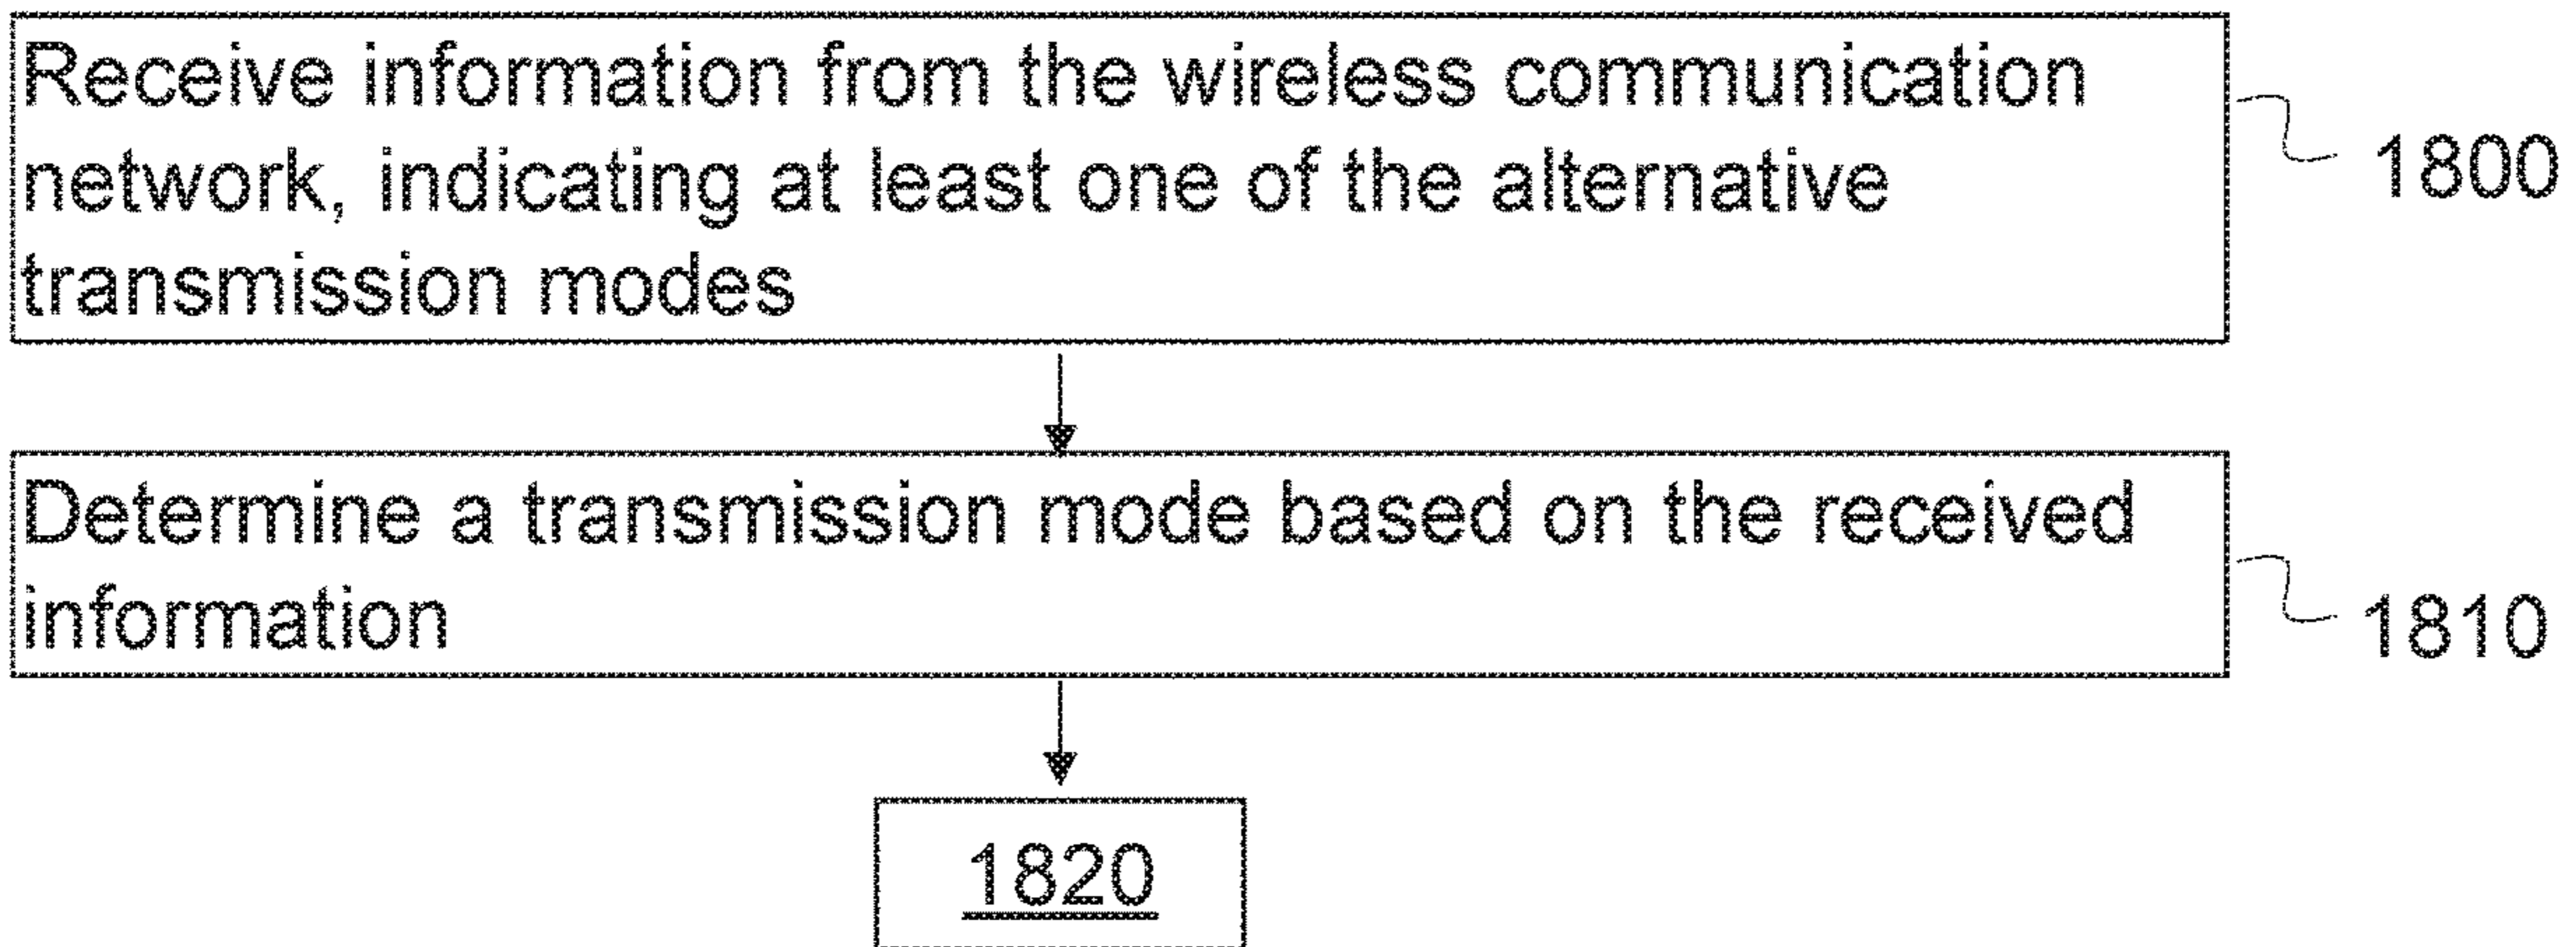 Receive information from the wireless communication
network, indicating at least one of the alternative
transmission modes
1800
Determine a transmission mode based on the received
information
1810
1820